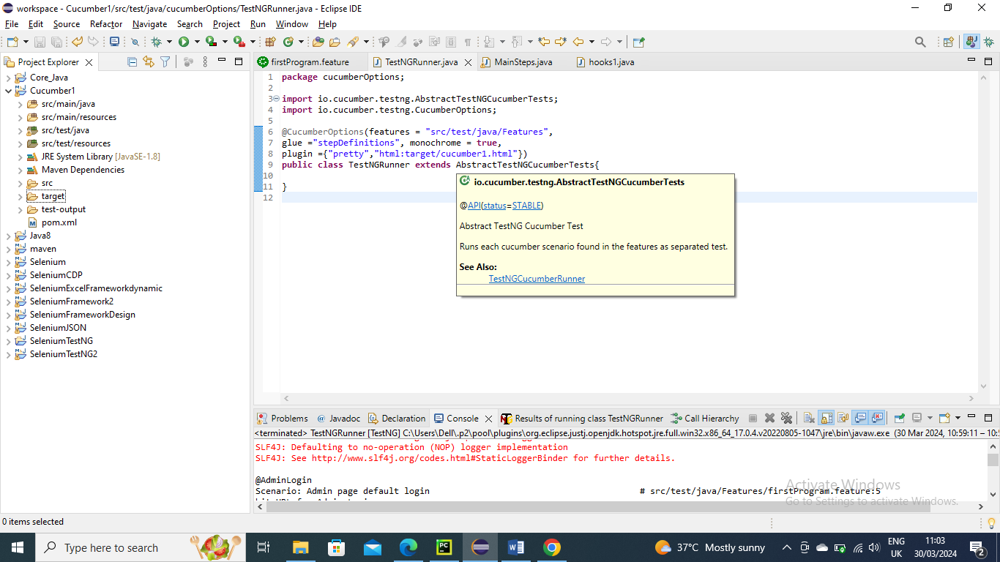 workspace - Cucumber1/src/test/java/cucumberOptions/TestNGRunner.java - Eclipse IDE
File Edit Source Refactor Navigate Search Project Run Window Help
Project Explorer
Core_Java
Cucumber1
src/main/java
src/main/resources
src/test/java
src/test/resources
JRE System Library [JavaSE-1.8]
Maven Dependencies
src
target
test-output
pom.xml
Java8
maven
Selenium
SeleniumCDP
SeleniumExcelFrameworkdynamic
SeleniumFramework2
SeleniumFrameworkDesign
SeleniumJSON
SeleniumTestNG
SeleniumTestNG2
firstProgram.feature TestNGRunner.java MainSteps.java hooks1.java
1 package cucumberOptions;
2
3 import io.cucumber.testng.AbstractTestNGCucumberTests;
4 import io.cucumber.testng.CucumberOptions;
5
6 @CucumberOptions(features = "src/test/java/Features",
7 glue ="stepDefinitions", monochrome = true,
8 plugin ={"pretty","html:target/cucumber1.html"})
9 public class TestNGRunner extends AbstractTestNGCucumberTests{
10
11 }
12
io.cucumber.testng.AbstractTestNGCucumberTests
@API(status=STABLE)
Abstract TestNG Cucumber Test
Runs each cucumber scenario found in the features as separated test.
See Also:
TestNGCucumberRunner
Problems @ Javadoc Declaration Console Results of running class TestNGRunner Call Hierarchy
<terminated> TestNGRunner [TestNG] C:\Users\Dell\.p2\pool\plugins\org.eclipse.justj.openjdk.hotspot.jre.full.win32.x86_64_17.0.4.v20220805-1047\jre\bin\javaw.exe (30 Mar 2024, 10:59:11 – 10:5
SLF4J: Defaulting to no-operation (NOP) logger implementation
SLF4J: See http://www.slf4j.org/codes.html#StaticLoggerBinder for further details.
@AdminLogin
Scenario: Admin page default login # src/test/java/Features/firstProgram.feature:5
Activate Windows
Go to Settings to activate Windows.
0 items selected
Type here to search
37°C Mostly sunny
ENG
UK
11:03
30/03/2024
2